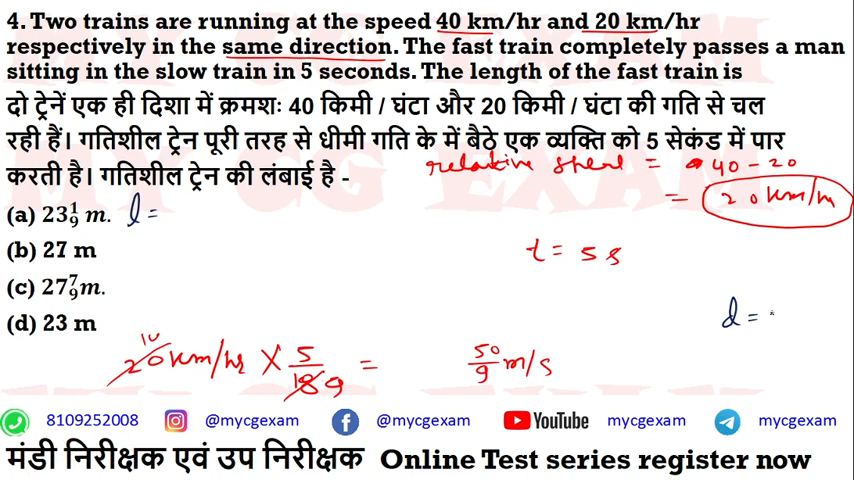 4. Two trains are running at the speed 40 km/hr and 20 km/hr
respectively in the same direction. The fast train completely passes a man
sitting in the slow train in 5 seconds. The length of the fast train is
दो ट्रेनें एक ही दिशा में क्रमशः 40 किमी / घंटा और 20 किमी / घंटा की गति से चल
रही हैं। गतिशील ट्रेन पूरी तरह से धीमी गति के में बैठे एक व्यक्ति को 5 सेकंड में पार
करती है। गतिशील ट्रेन की लंबाई है -
relative speed = 40 - 20
= 20 km/h
(a) 23 1/9 m. l =
(b) 27 m
t = 5 s
(c) 27 7/9 m.
(d) 23 m
d =
10
20 km/hr × 5/18 9 = 50/9 m/s
8109252008 @mycgexam @mycgexam YouTube mycgexam mycgexam
मंडी निरीक्षक एवं उप निरीक्षक Online Test series register now
MY CG EXAM